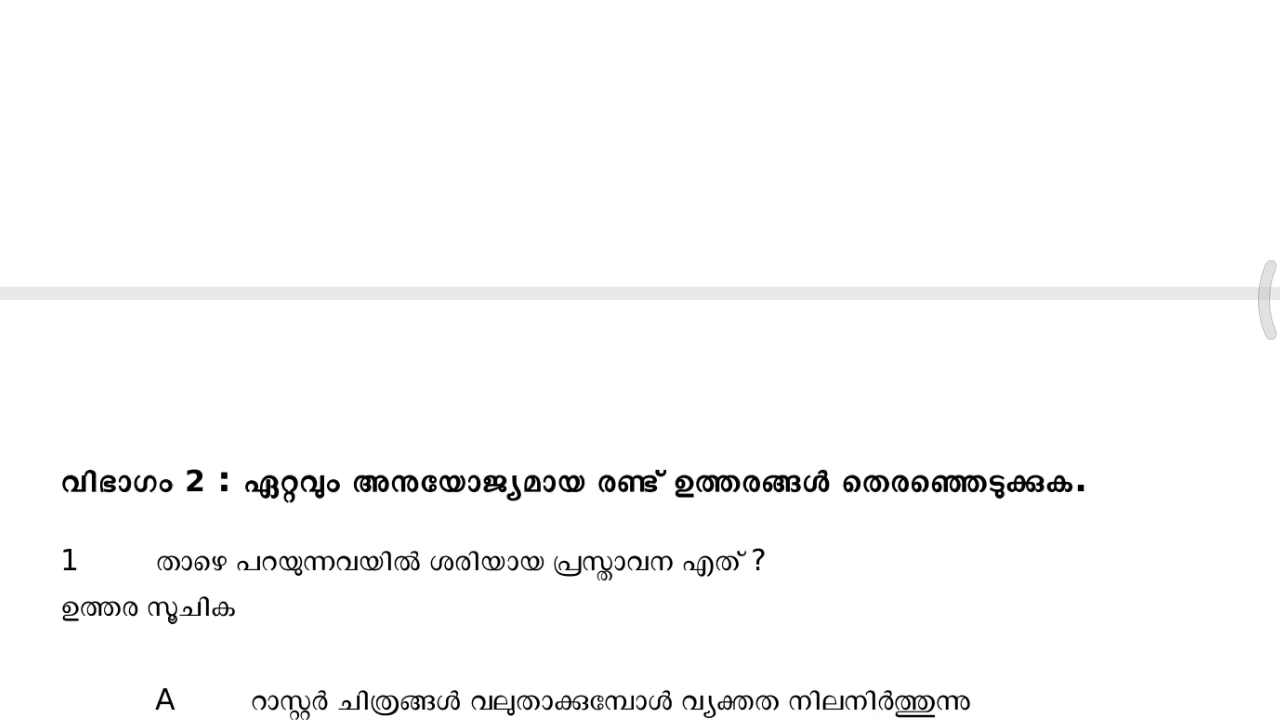 വിഭാഗം 2 : ഏറ്റവും അനുയോജ്യമായ രണ്ട് ഉത്തരങ്ങൾ തെരഞ്ഞെടുക്കുക.
1 താഴെ പറയുന്നവയിൽ ശരിയായ പ്രസ്താവന ഏത് ?
ഉത്തര സൂചിക
A റാസ്റ്റർ ചിത്രങ്ങൾ വലുതാക്കുമ്പോൾ വ്യക്തത നിലനിർത്തുന്നു